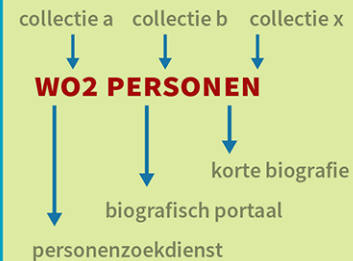 collectie a collectie b collectie x
WO2 PERSONEN
korte biografie
biografisch portaal
personenzoekdienst